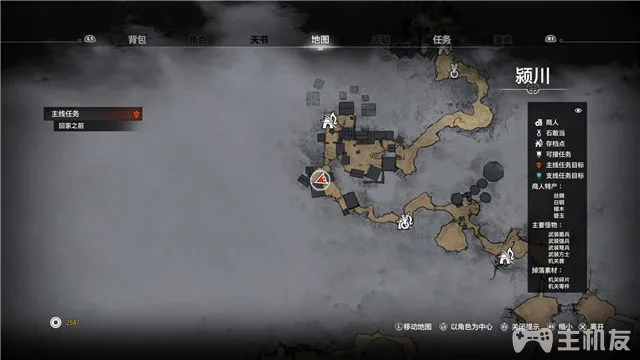 背包
角色
天书
地图
任务
颍川
主线任务
回家之前
商人
石敢当
存档点
可接任务
主线任务目标
支线任务目标
商人特产：
丝绸
白铜
樟木
碧玉
主要怪物：
武装盾兵
武装强兵
武装弩兵
武装方士
机关兽
掉落素材：
机关碎片
机关零件
2547
移动地图
以角色为中心
关闭提示
缩小
离开
主机友